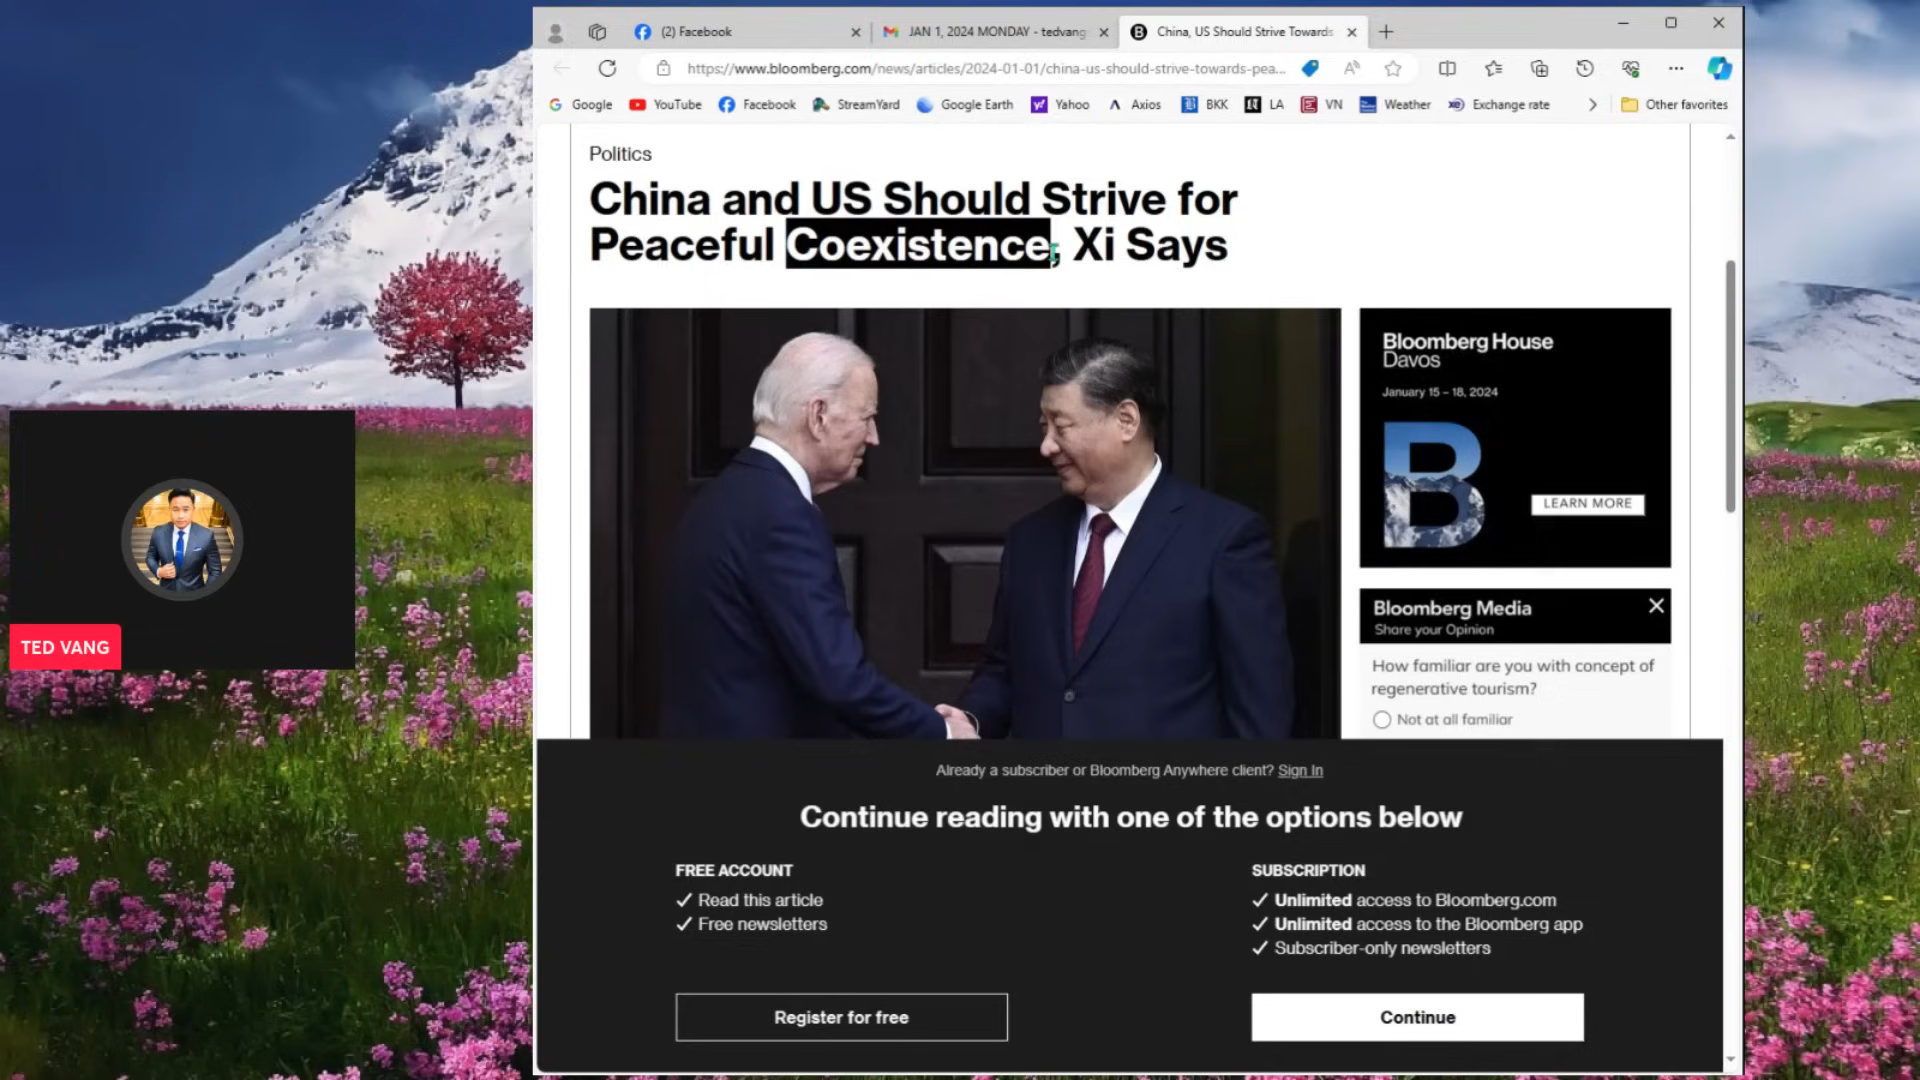 (2) Facebook
JAN 1, 2024 MONDAY - tedvang
China, US Should Strive Towards
https://www.bloomberg.com/news/articles/2024-01-01/china-us-should-strive-towards-pea...
Google
YouTube
Facebook
StreamYard
Google Earth
Yahoo
Axios
BKK
LA
VN
Weather
Exchange rate
Other favorites
Politics
China and US Should Strive for
Peaceful Coexistence, Xi Says
Bloomberg House
Davos
January 15 – 18, 2024
B
LEARN MORE
Bloomberg Media
Share your Opinion
How familiar are you with concept of
regenerative tourism?
Not at all familiar
TED VANG
Already a subscriber or Bloomberg Anywhere client? Sign In
Continue reading with one of the options below
FREE ACCOUNT
Read this article
Free newsletters
Register for free
SUBSCRIPTION
Unlimited access to Bloomberg.com
Unlimited access to the Bloomberg app
Subscriber-only newsletters
Continue